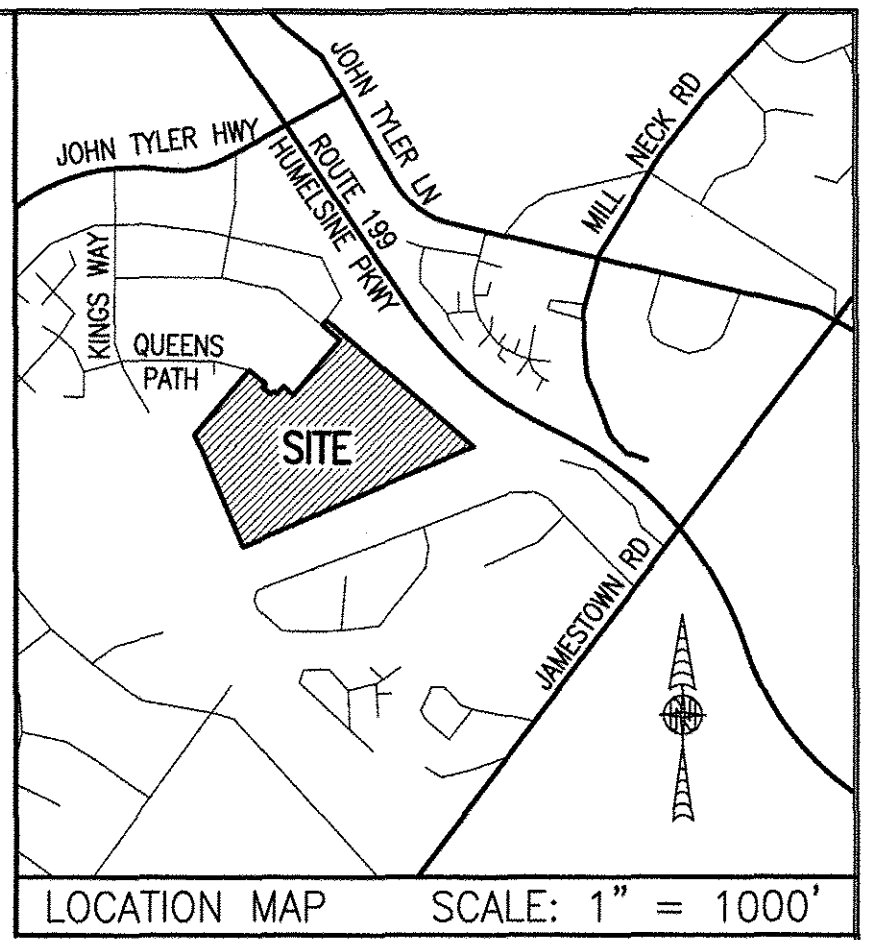 JOHN TYLER HWY
JOHN TYLER LN
ROUTE 199
HUMELSINE PKWY
MILL NECK RD
KINGS WAY
QUEENS
PATH
SITE
JAMESTOWN RD
N
LOCATION MAP SCALE: 1" = 1000'